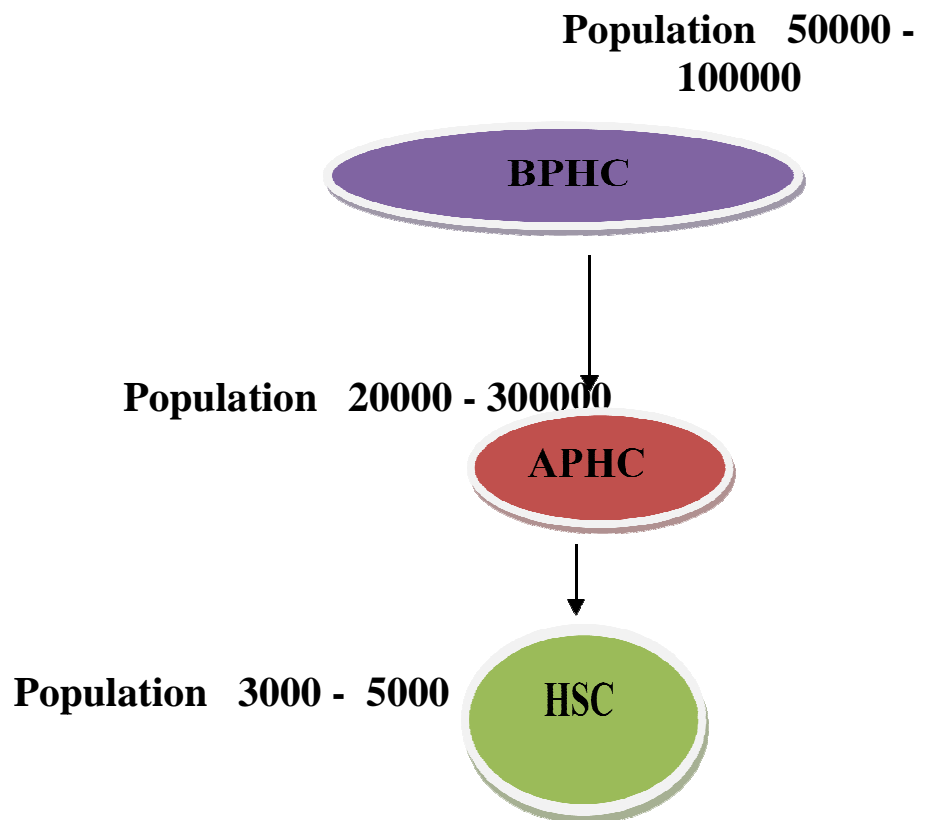 Population 50000 -
100000
BPHC
Population 20000 - 300000
APHC
Population 3000 - 5000
HSC